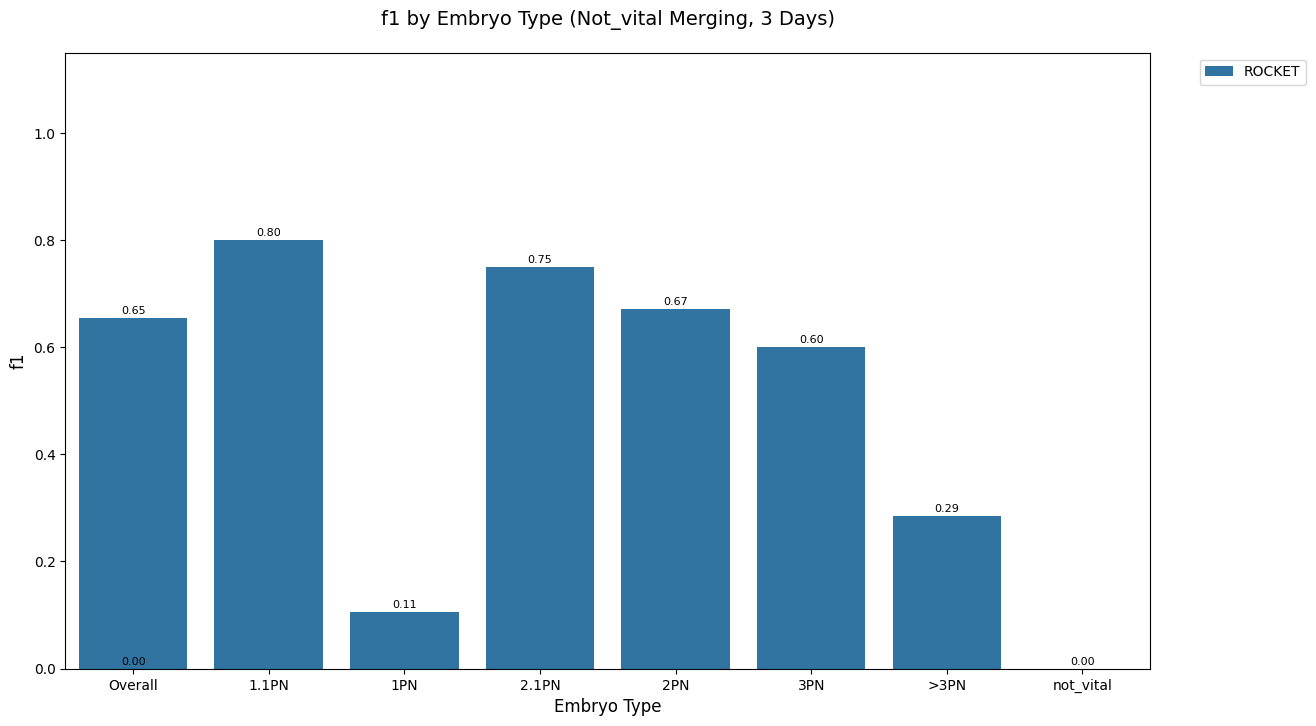 f1 by Embryo Type (Not_vital Merging, 3 Days)
ROCKET
f1
1.0
0.8
0.6
0.4
0.2
0.0
0.65
0.00
0.80
0.11
0.75
0.67
0.60
0.29
0.00
Overall
1.1PN
1PN
2.1PN
2PN
3PN
>3PN
not_vital
Embryo Type